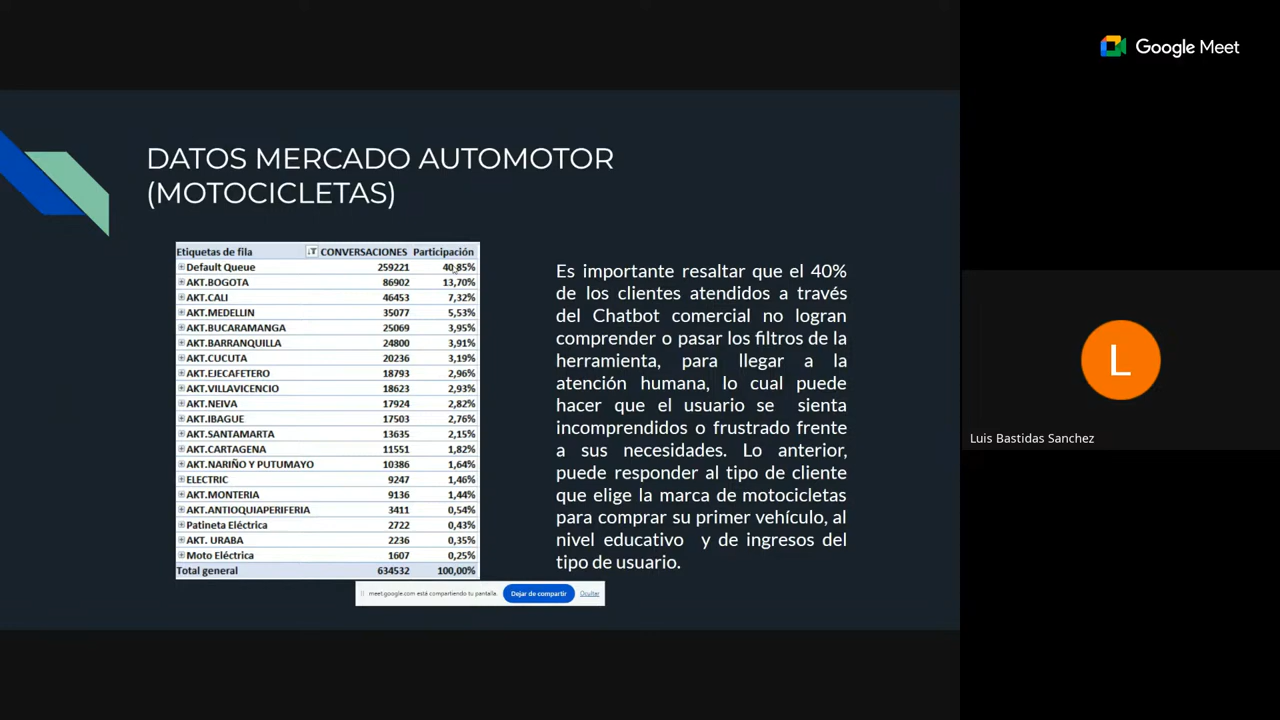 Google Meet
DATOS MERCADO AUTOMOTOR
(MOTOCICLETAS)
Etiquetas de fila CONVERSACIONES Participación
Default Queue 259221 40,85%
AKT.BOGOTA 86902 13,70%
AKT.CALI 46453 7,32%
AKT.MEDELLIN 35077 5,53%
AKT.BUCARAMANGA 25069 3,95%
AKT.BARRANQUILLA 24800 3,91%
AKT.CUCUTA 20236 3,19%
AKT.EJECAFETERO 18793 2,96%
AKT.VILLAVICENCIO 18623 2,93%
AKT.NEIVA 17924 2,82%
AKT.IBAGUE 17503 2,76%
AKT.SANTAMARTA 13635 2,15%
AKT.CARTAGENA 11551 1,82%
AKT.NARIÑO Y PUTUMAYO 10386 1,64%
ELECTRIC 9247 1,46%
AKT.MONTERIA 9136 1,44%
AKT.ANTIOQUIAPERIFERIA 3411 0,54%
Patineta Eléctrica 2722 0,43%
AKT. URABA 2236 0,35%
Moto Eléctrica 1607 0,25%
Total general 634532 100,00%
Es importante resaltar que el 40%
de los clientes atendidos a través
del Chatbot comercial no logran
comprender o pasar los filtros de la
herramienta, para llegar a la
atención humana, lo cual puede
hacer que el usuario se sienta
incomprendidos o frustrado frente
a sus necesidades. Lo anterior,
puede responder al tipo de cliente
que elige la marca de motocicletas
para comprar su primer vehículo, al
nivel educativo y de ingresos del
tipo de usuario.
meet.google.com está compartiendo tu pantalla.
Dejar de compartir
Ocultar
L
Luis Bastidas Sanchez